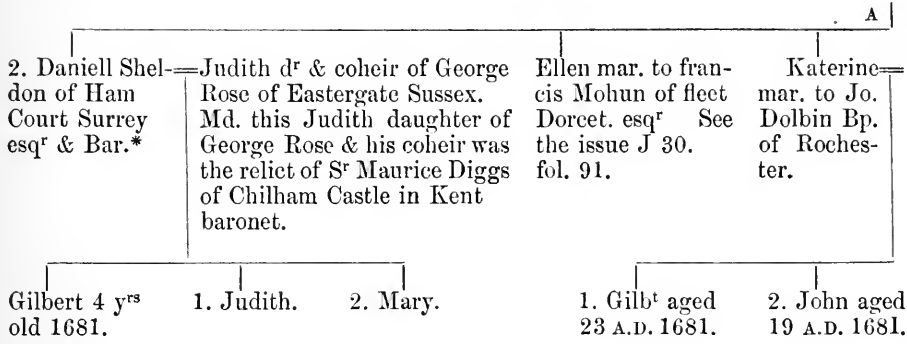 A
2. Daniell Shel-
don of Ham
Court Surrey
esqr & Bar.*
Judith dr & coheir of George
Rose of Eastergate Sussex.
Md. this Judith daughter of
George Rose & his coheir was
the relict of Sr Maurice Diggs
of Chilham Castle in Kent
baronet.
Ellen mar. to fran-
cis Mohun of fleet
Dorcet. esqr See
the issue J 30.
fol. 91.
Katerine
mar. to Jo.
Dolbin Bp.
of Roches-
ter.
Gilbert 4 yrs
old 1681.
1. Judith.
2. Mary.
1. Gilbt aged
23 A.D. 1681.
2. John aged
19 A.D. 1681.